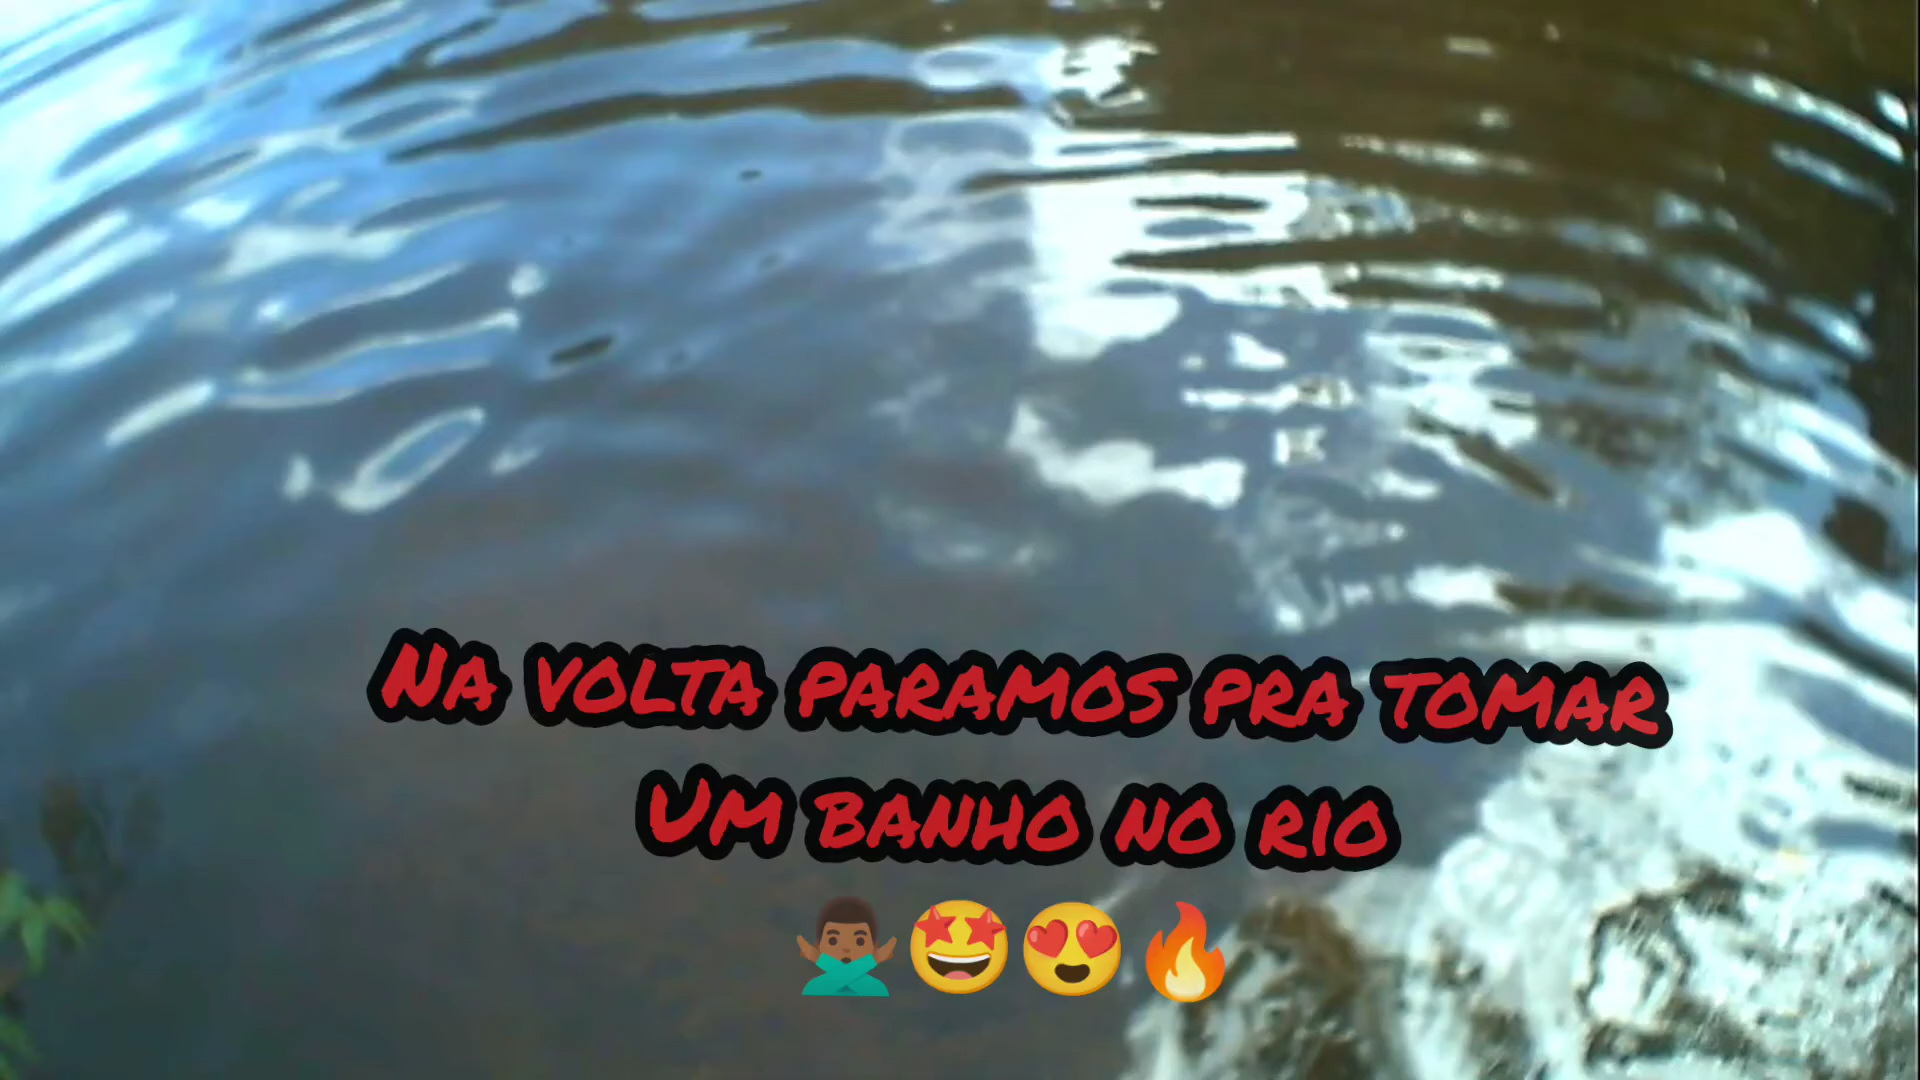 Na volta paramos pra tomar
Um banho no rio
🙅🏾‍♂️🤩😍🔥